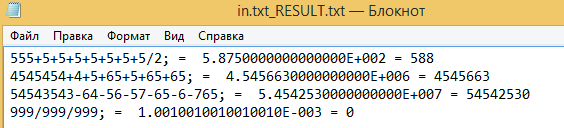 in.txt_RESULT.txt — Блокнот
Файл Правка Формат Вид Справка
555+5+5+5+5+5+5+5/2; =  5.8750000000000000E+002 = 588
4545454+4+5+65+5+65+65; =  4.5456630000000000E+006 = 4545663
54543543-64-56-57-65-6-765; =  5.4542530000000000E+007 = 54542530
999/999/999; =  1.0010010010010010E-003 = 0